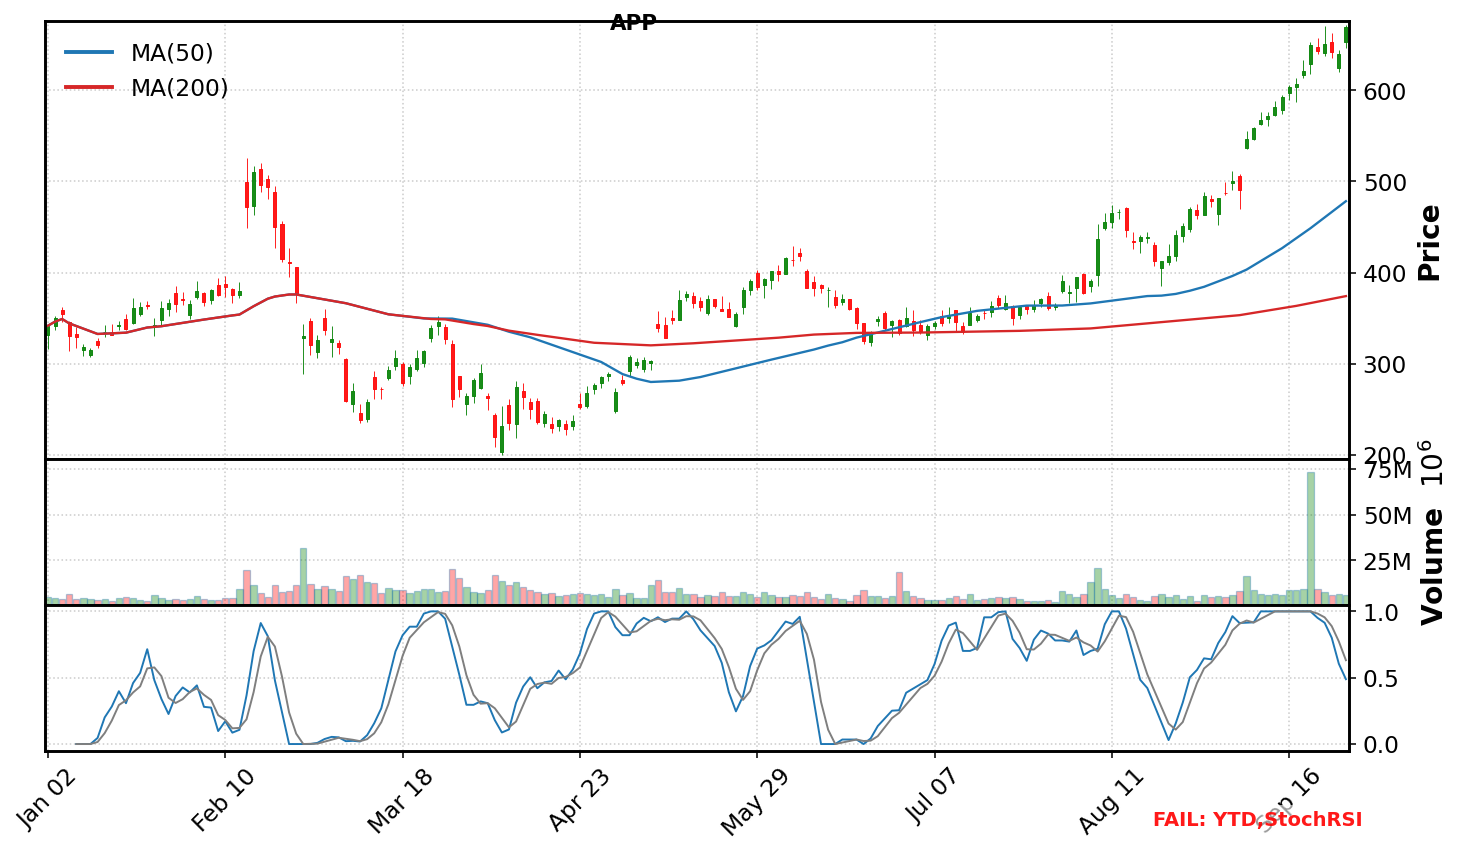 APP
MA(50)
MA(200)
600
500
400
300
200
Price
75M
50M
25M
Volume 10^6
1.0
0.5
0.0
Jan 02
Feb 10
Mar 18
Apr 23
May 29
Jul 07
Aug 11
Sep 16
FAIL: YTD,StochRSI